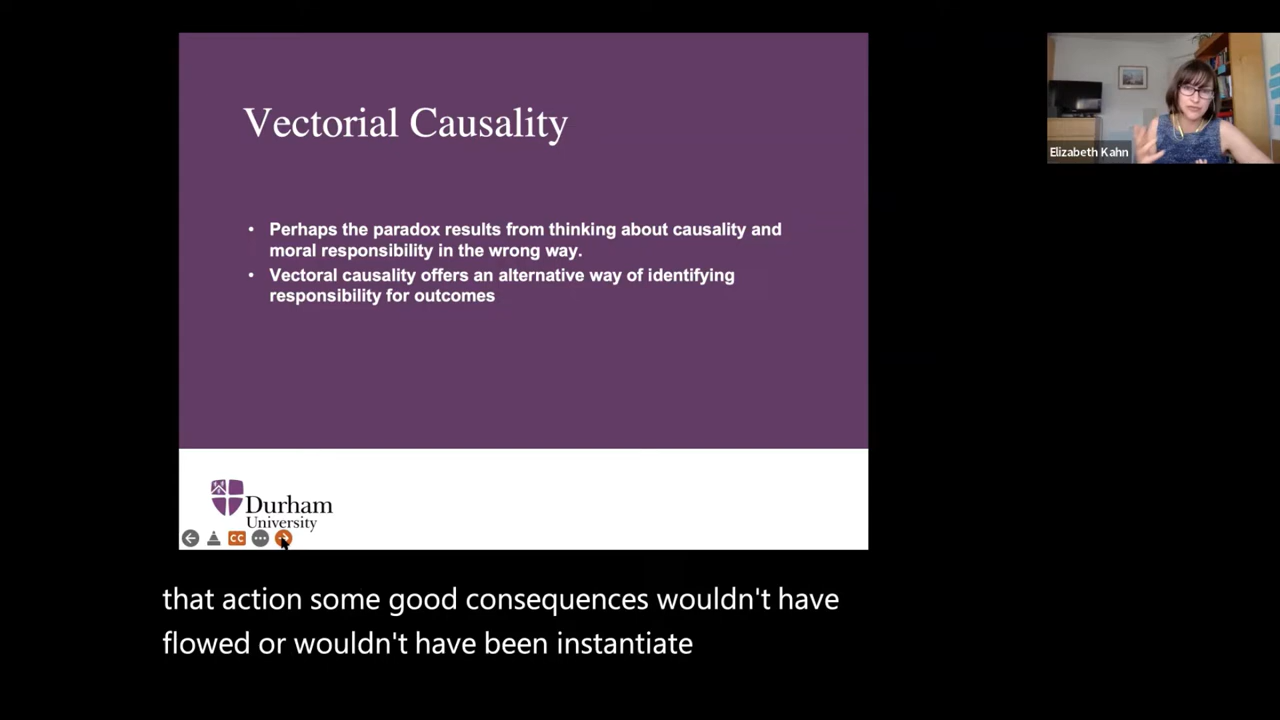 Vectorial Causality
• Perhaps the paradox results from thinking about causality and
moral responsibility in the wrong way.
• Vectoral causality offers an alternative way of identifying
responsibility for outcomes
Elizabeth Kahn
Durham
University
CC
that action some good consequences wouldn't have
flowed or wouldn't have been instantiate